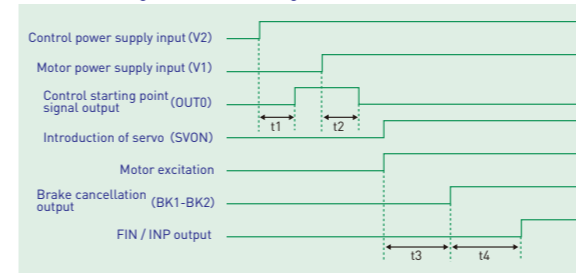 Control power supply input (V2)
Motor power supply input (V1)
Control starting point
signal output (OUT0)
t1
t2
Introduction of servo (SVON)
Motor excitation
Brake cancellation
output (BK1-BK2)
FIN / INP output
t3
t4